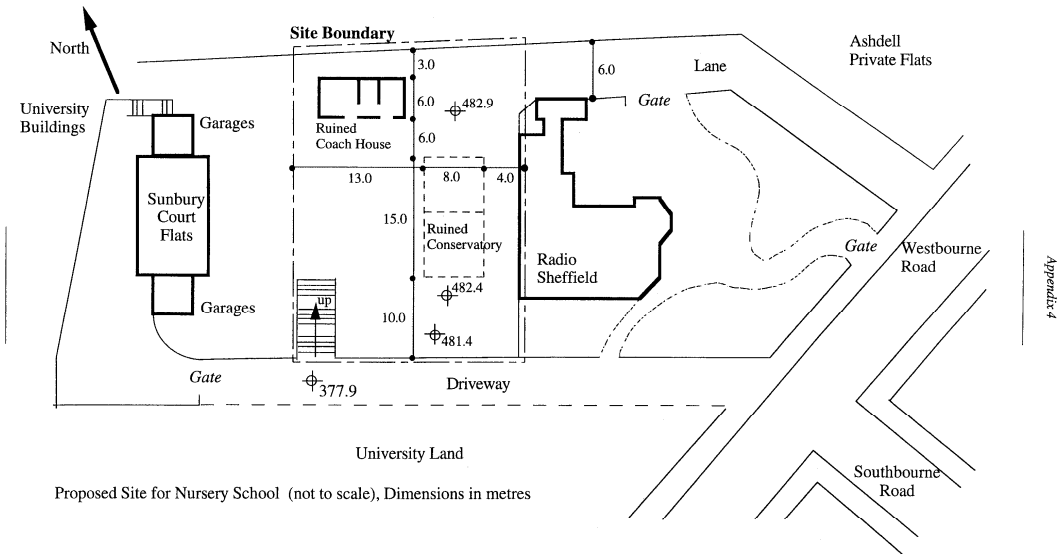 Site Boundary
North
Ashdell
Private Flats
Lane
3.0
6.0
6.0
482.9
Gate
University
Buildings
Garages
Ruined
Coach House
6.0
13.0
8.0
4.0
Sunbury
Court
Flats
15.0
Ruined
Conservatory
Radio
Sheffield
Gate
Westbourne
Road
Appendix 4
482.4
up
Garages
10.0
481.4
Gate
377.9
Driveway
University Land
Southbourne
Road
Proposed Site for Nursery School (not to scale), Dimensions in metres